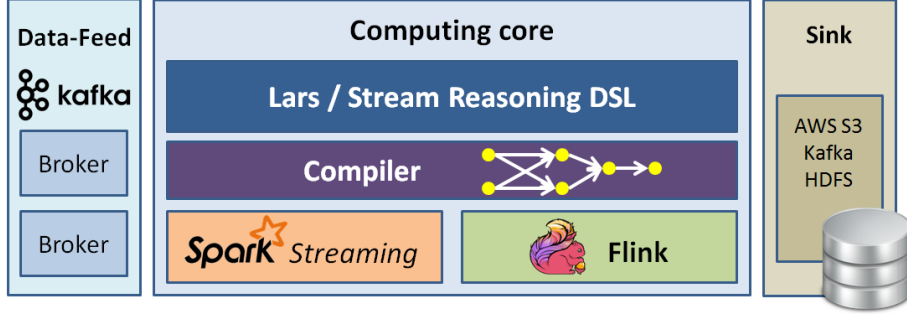 Data-Feed
kafka
Broker
Broker
Computing core
Lars / Stream Reasoning DSL
Compiler
Spark Streaming
Flink
Sink
AWS S3
Kafka
HDFS